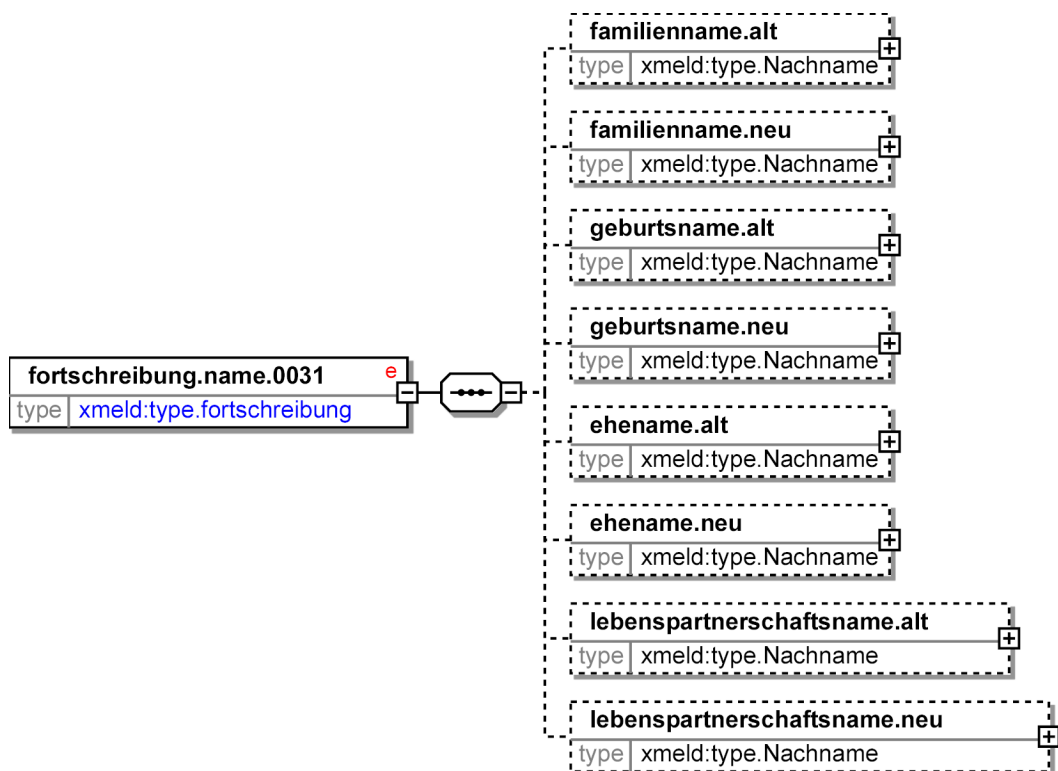 familienname.alt
type xmeld:type.Nachname
familienname.neu
type xmeld:type.Nachname
geburtsname.alt
type xmeld:type.Nachname
geburtsname.neu
type xmeld:type.Nachname
fortschreibung.name.0031 e
type xmeld:type.fortschreibung
ehename.alt
type xmeld:type.Nachname
ehename.neu
type xmeld:type.Nachname
lebenspartnerschaftsname.alt
type xmeld:type.Nachname
lebenspartnerschaftsname.neu
type xmeld:type.Nachname